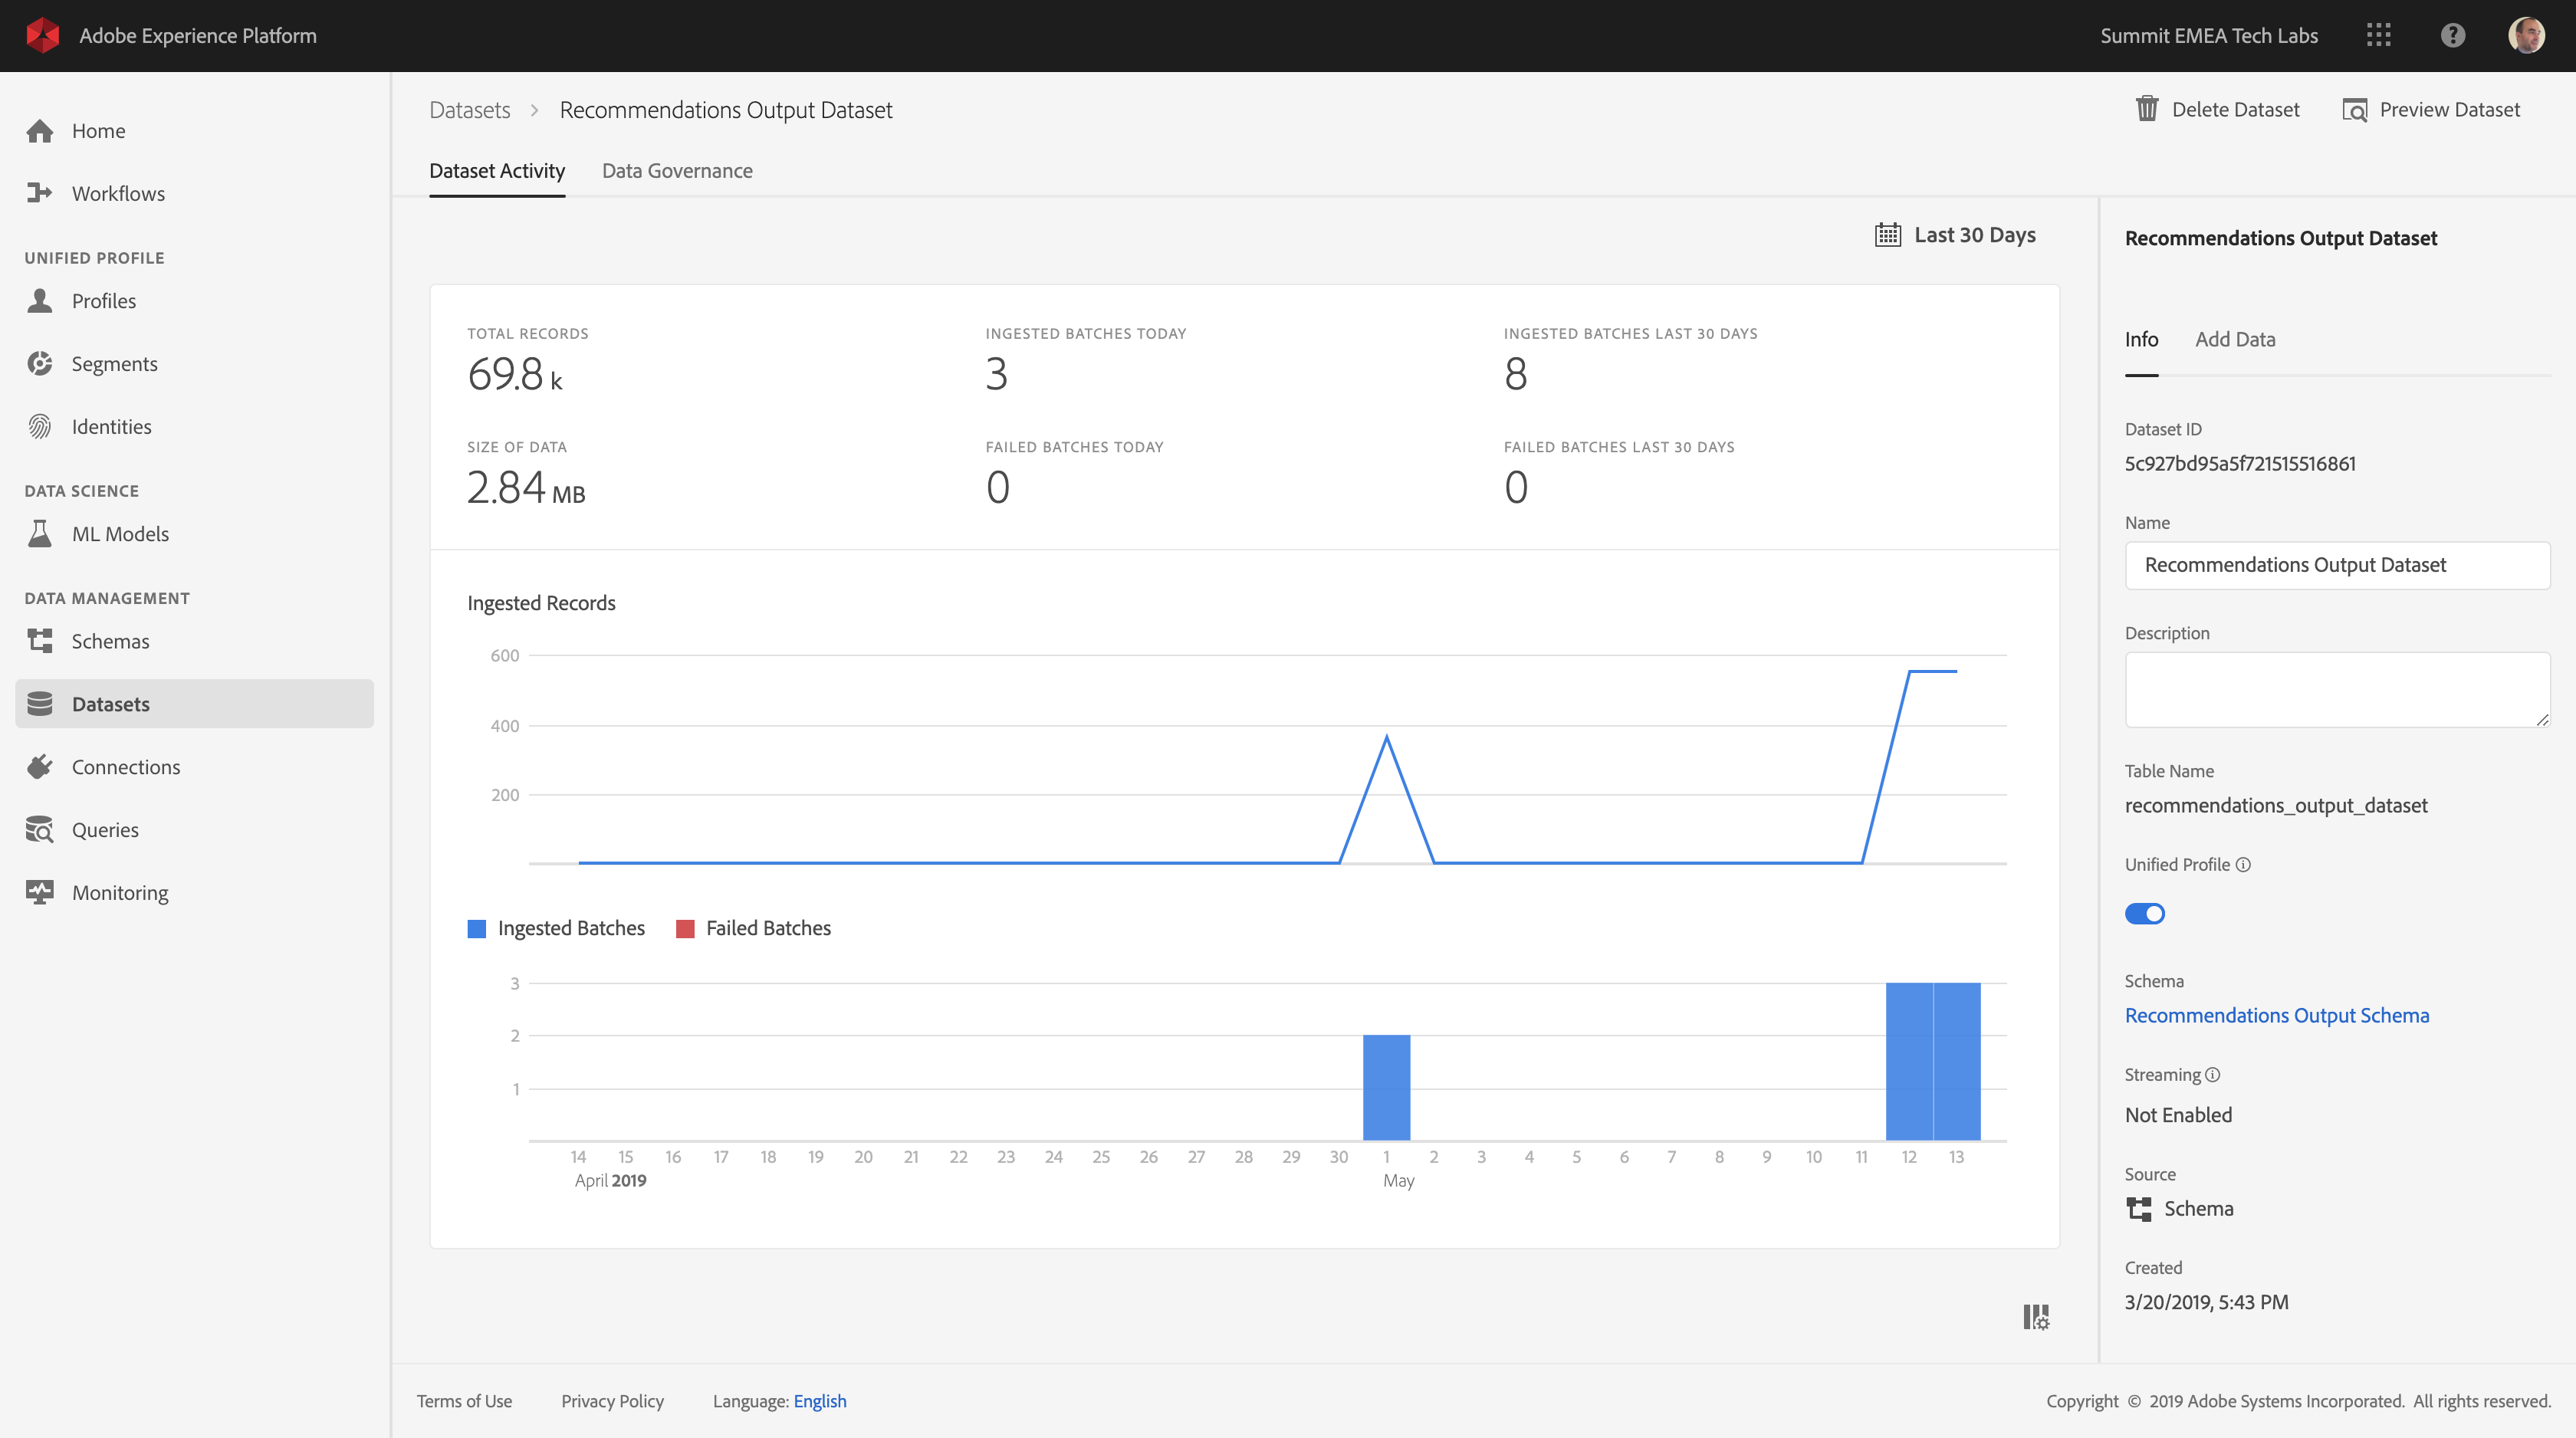 Adobe Experience Platform
Summit EMEA Tech Labs
Home
Workflows
UNIFIED PROFILE
Profiles
Segments
Identities
DATA SCIENCE
ML Models
DATA MANAGEMENT
Schemas
Datasets
Connections
Queries
Monitoring
Datasets > Recommendations Output Dataset
Delete Dataset Preview Dataset
Dataset Activity Data Governance
Last 30 Days
TOTAL RECORDS INGESTED BATCHES TODAY INGESTED BATCHES LAST 30 DAYS
69.8 k 3 8
SIZE OF DATA FAILED BATCHES TODAY FAILED BATCHES LAST 30 DAYS
2.84 MB 0 0
Ingested Records
600
400
200
Ingested Batches Failed Batches
3
2
1
14 15 16 17 18 19 20 21 22 23 24 25 26 27 28 29 30 1 2 3 4 5 6 7 8 9 10 11 12 13
April 2019 May
Recommendations Output Dataset
Info Add Data
Dataset ID
5c927bd95a5f721515516861
Name
Recommendations Output Dataset
Description
Table Name
recommendations_output_dataset
Unified Profile
Schema
Recommendations Output Schema
Streaming
Not Enabled
Source
Schema
Created
3/20/2019, 5:43 PM
Terms of Use Privacy Policy Language: English
Copyright © 2019 Adobe Systems Incorporated. All rights reserved.